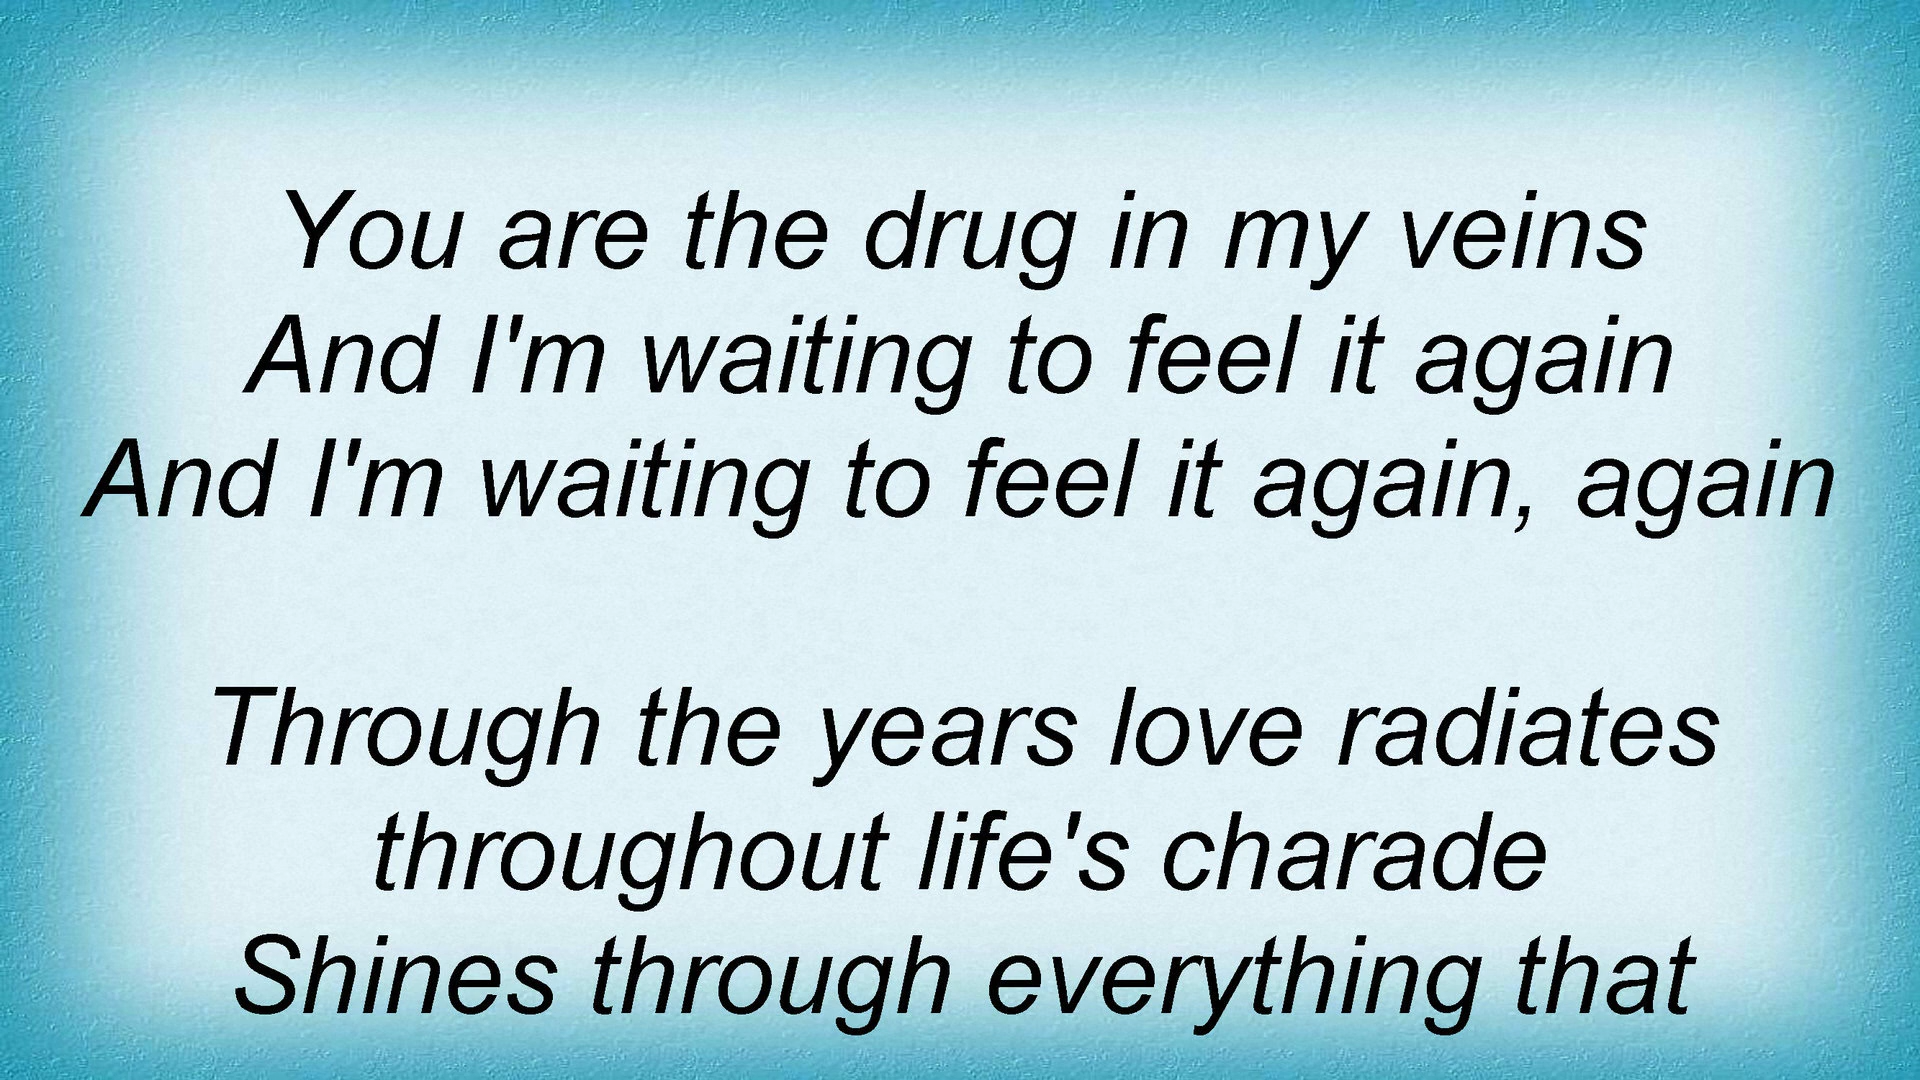 You are the drug in my veins
And I'm waiting to feel it again
And I'm waiting to feel it again, again
Through the years love radiates
throughout life's charade
Shines through everything that